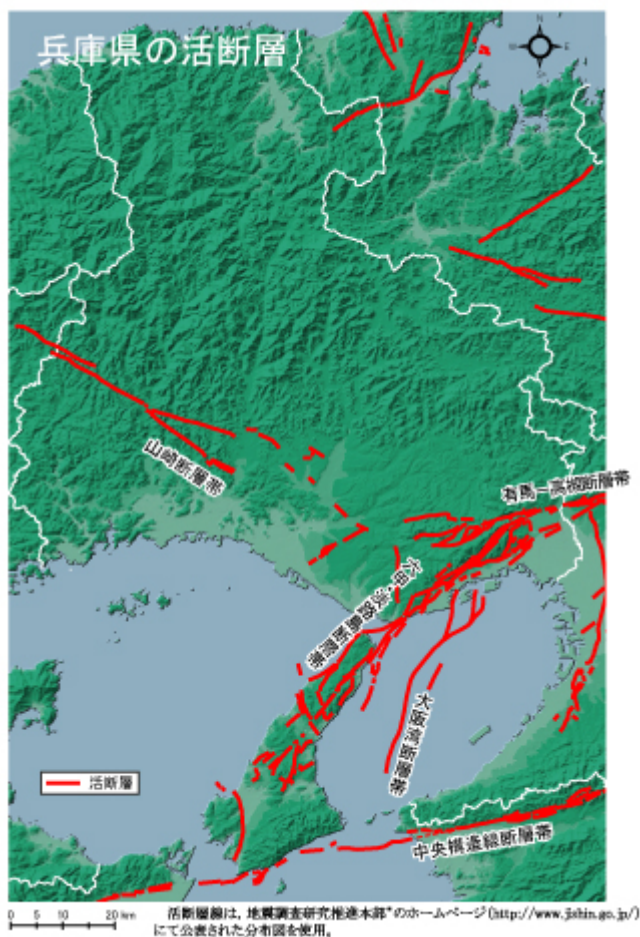 兵庫県の活断層
N
W
E
S
山崎断層帯
有馬-高槻断層帯
六甲・淡路島断層帯
大阪湾断層帯
活断層
中央構造線断層帯
0 5 10 20 km
活断層線は、地震調査研究推進本部*のホームページ(http://www.jishin.go.jp/)
にて公表された分布図を使用。